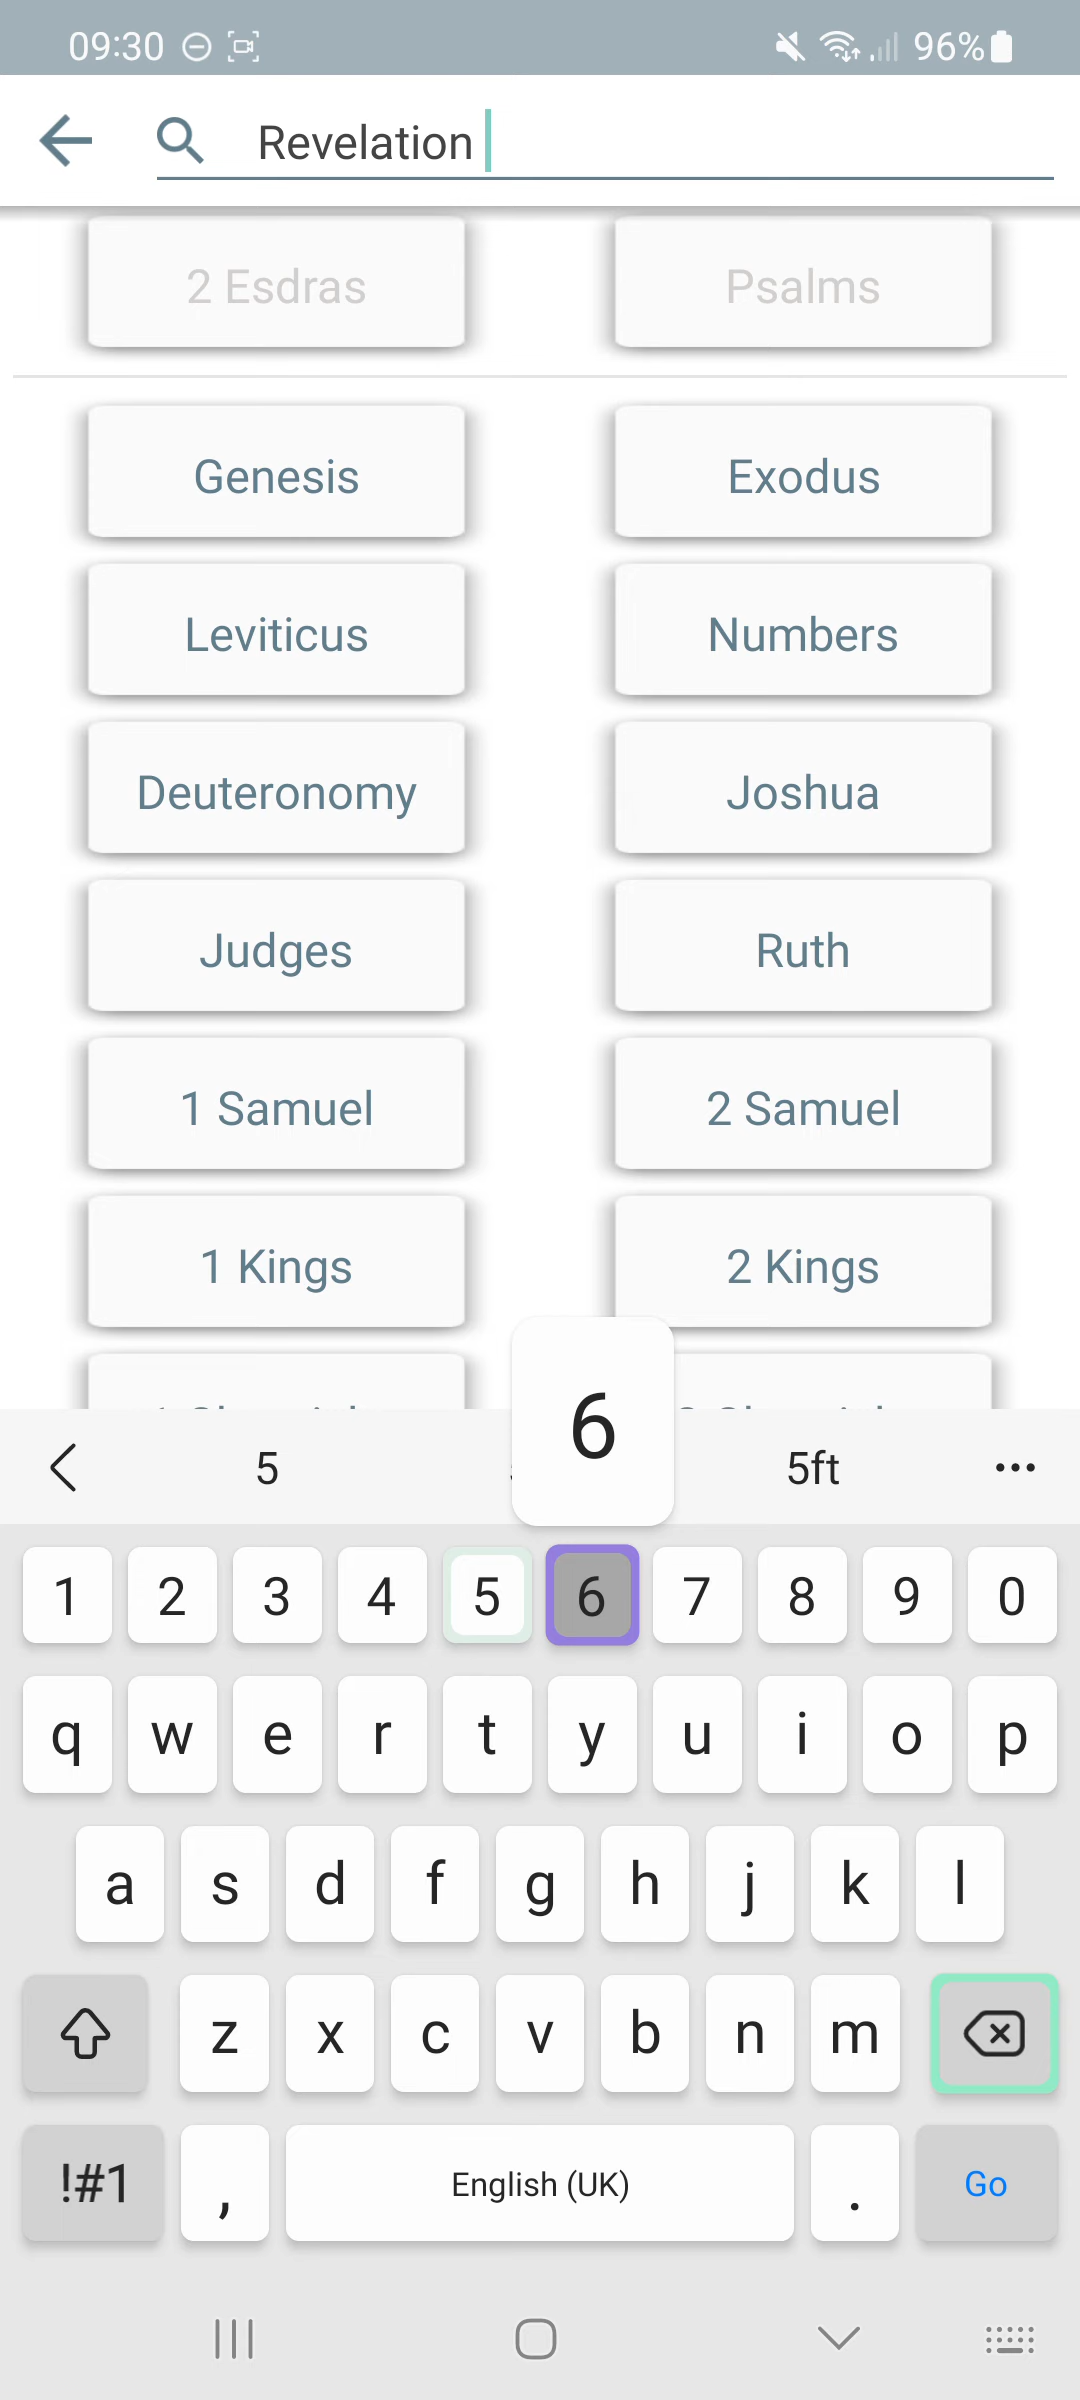 09:30 96%
Revelation
2 Esdras Psalms
Genesis Exodus
Leviticus Numbers
Deuteronomy Joshua
Judges Ruth
1 Samuel 2 Samuel
1 Kings 2 Kings
6
5 5ft
1 2 3 4 5 6 7 8 9 0
q w e r t y u i o p
a s d f g h j k l
z x c v b n m
!#1 , English (UK) . Go